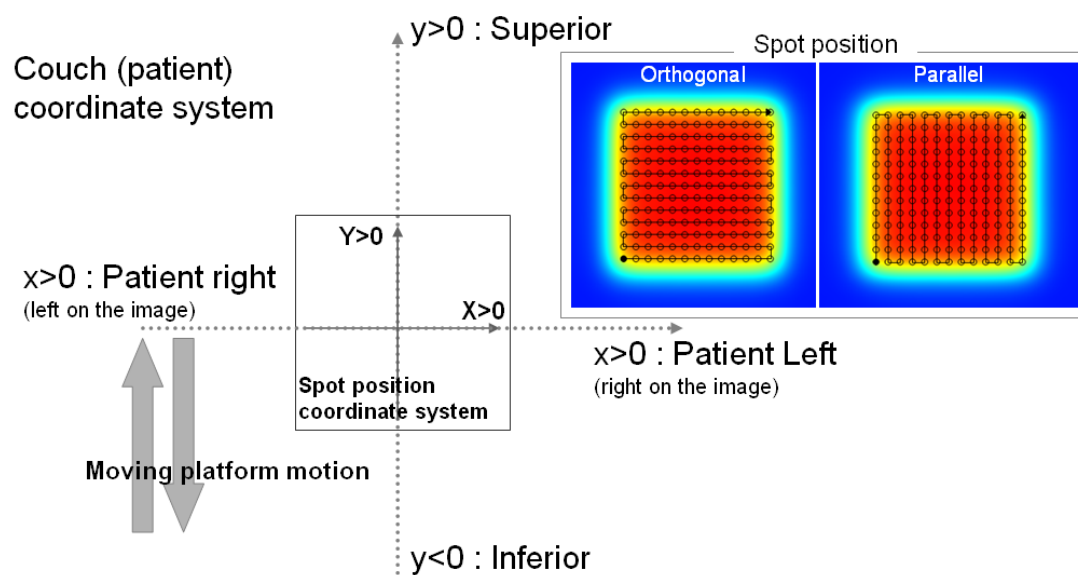 y>0 : Superior
Spot position
Couch (patient)
coordinate system
Orthogonal
Parallel
Y>0
x>0 : Patient right
(left on the image)
X>0
x>0 : Patient Left
(right on the image)
Spot position
coordinate system
Moving platform motion
y<0 : Inferior